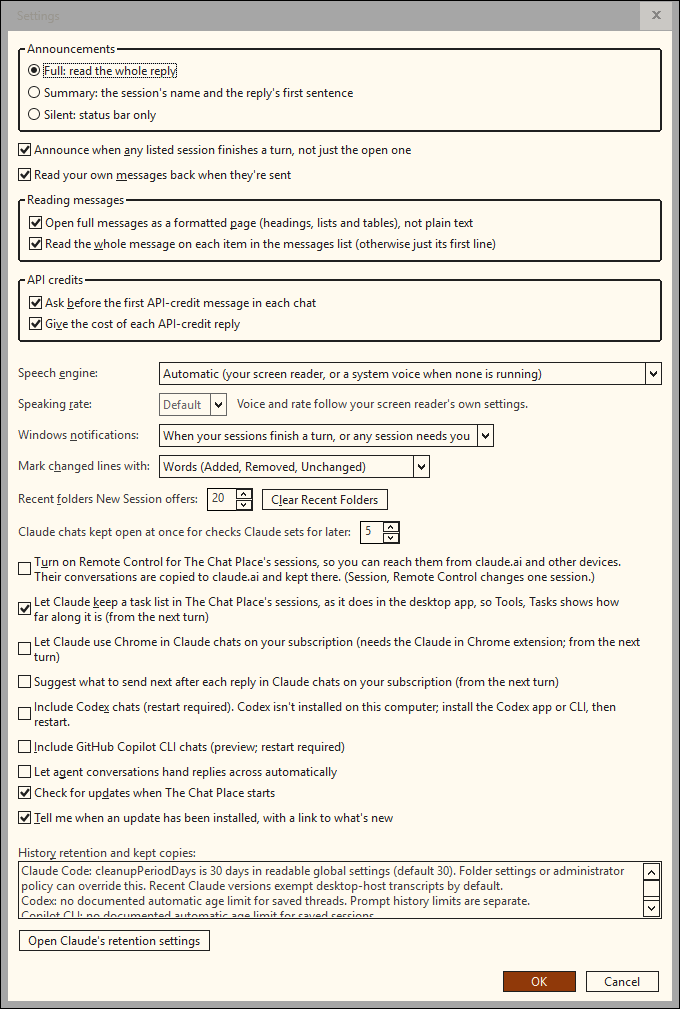 Settings
Announcements
Full: read the whole reply
Summary: the session's name and the reply's first sentence
Silent: status bar only
Announce when any listed session finishes a turn, not just the open one
Read your own messages back when they're sent
Reading messages
Open full messages as a formatted page (headings, lists and tables), not plain text
Read the whole message on each item in the messages list (otherwise just its first line)
API credits
Ask before the first API-credit message in each chat
Give the cost of each API-credit reply
Speech engine: Automatic (your screen reader, or a system voice when none is running)
Speaking rate: Default Voice and rate follow your screen reader's own settings.
Windows notifications: When your sessions finish a turn, or any session needs you
Mark changed lines with: Words (Added, Removed, Unchanged)
Recent folders New Session offers: 20 Clear Recent Folders
Claude chats kept open at once for checks Claude sets for later: 5
Turn on Remote Control for The Chat Place's sessions, so you can reach them from claude.ai and other devices.
Their conversations are copied to claude.ai and kept there. (Session, Remote Control changes one session.)
Let Claude keep a task list in The Chat Place's sessions, as it does in the desktop app, so Tools, Tasks shows how
far along it is (from the next turn)
Let Claude use Chrome in Claude chats on your subscription (needs the Claude in Chrome extension; from the next
turn)
Suggest what to send next after each reply in Claude chats on your subscription (from the next turn)
Include Codex chats (restart required). Codex isn't installed on this computer; install the Codex app or CLI, then
restart.
Include GitHub Copilot CLI chats (preview; restart required)
Let agent conversations hand replies across automatically
Check for updates when The Chat Place starts
Tell me when an update has been installed, with a link to what's new
History retention and kept copies:
Claude Code: cleanupPeriodDays is 30 days in readable global settings (default 30). Folder settings or administrator
policy can override this. Recent Claude versions exempt desktop-host transcripts by default.
Codex: no documented automatic age limit for saved threads. Prompt history limits are separate.
Copilot CLI: no documented automatic age limit for saved sessions.
Open Claude's retention settings
OK Cancel